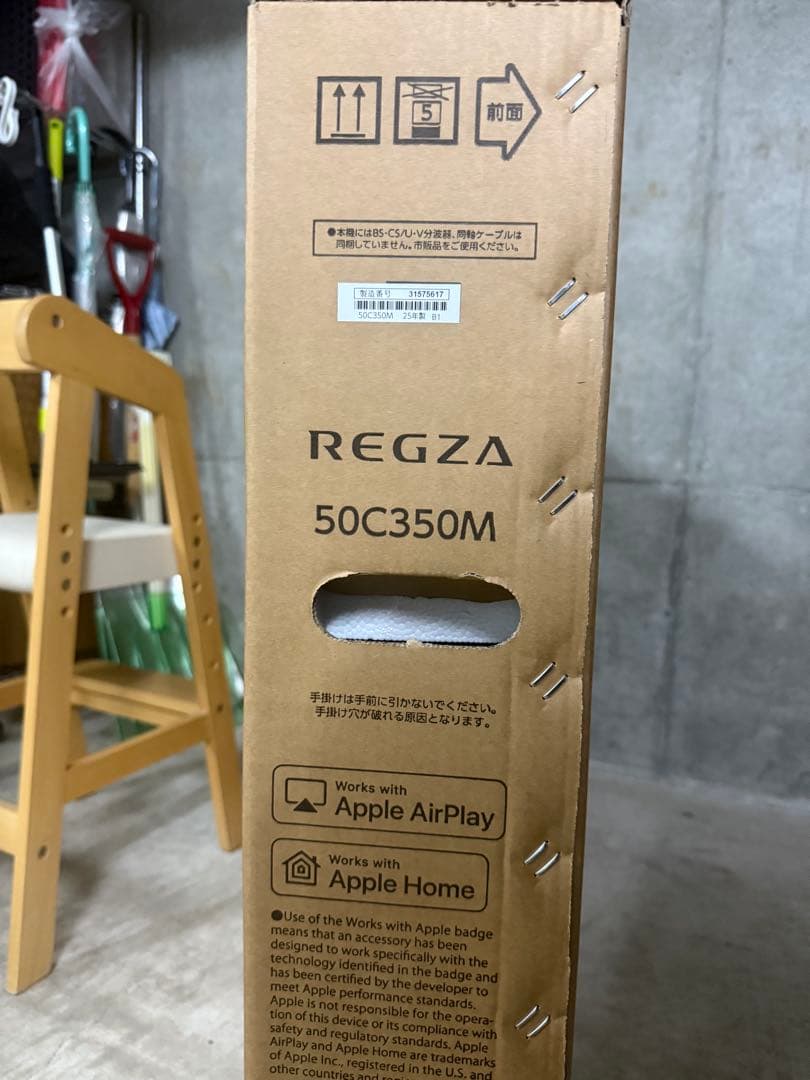 5
前面
●本機にはBS・CS/U・V分波器、同軸ケーブルは
同梱していません。市販品をご使用ください。
製造番号 31575617
50C350M 25年製 B1
REGZA
50C350M
手掛けは手前に引かないでください。
手掛け穴が破れる原因となります。
Works with
Apple AirPlay
Works with
Apple Home
●Use of the Works with Apple badge
means that an accessory has been
designed to work specifically with the
technology identified in the badge and
has been certified by the developer to
meet Apple performance standards.
Apple is not responsible for the opera-
tion of this device or its compliance with
safety and regulatory standards. Apple
AirPlay and Apple Home are trademarks
of Apple Inc., registered in the U.S. and
other countries and